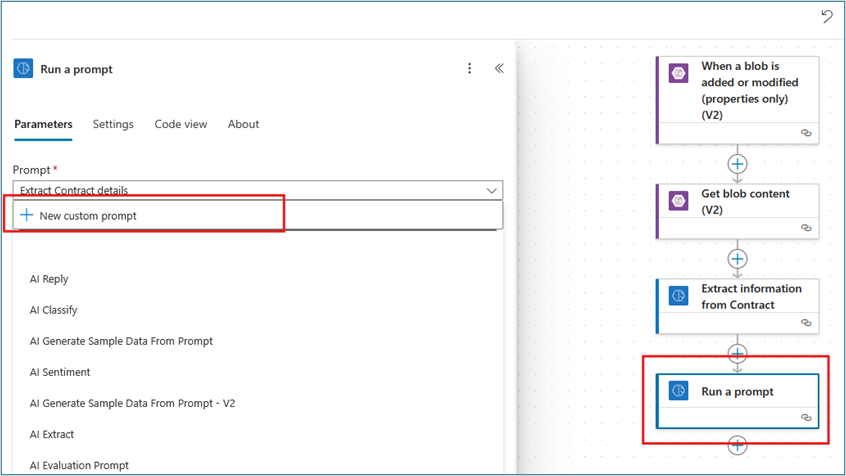 Run a prompt
Parameters Settings Code view About
Prompt *
Extract Contract details
New custom prompt
AI Reply
AI Classify
AI Generate Sample Data From Prompt
AI Sentiment
AI Generate Sample Data From Prompt - V2
AI Extract
AI Evaluation Prompt
When a blob is
added or modified
(properties only)
(V2)
Get blob content
(V2)
Extract information
from Contract
Run a prompt